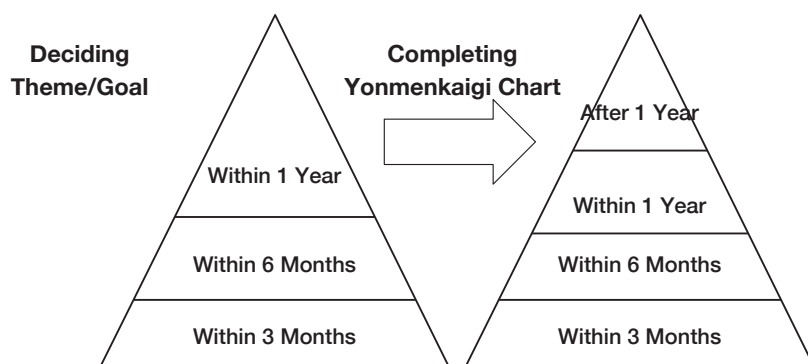 Deciding
Theme/Goal
Completing
Yonmenkaigi Chart
Within 1 Year
Within 6 Months
Within 3 Months
After 1 Year
Within 1 Year
Within 6 Months
Within 3 Months